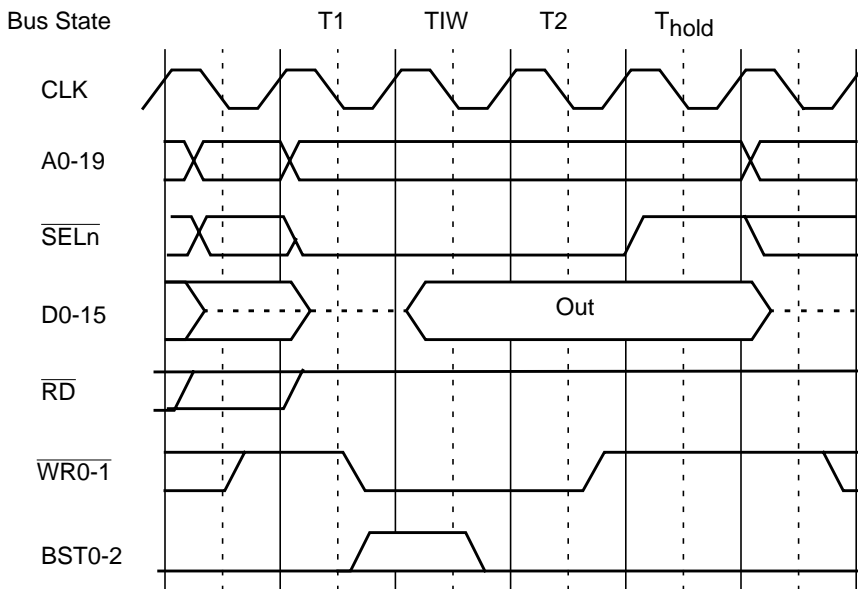 Bus State T1 TIW T2 Thold
CLK
A0-19
SELn
D0-15 Out
RD
WR0-1
BST0-2